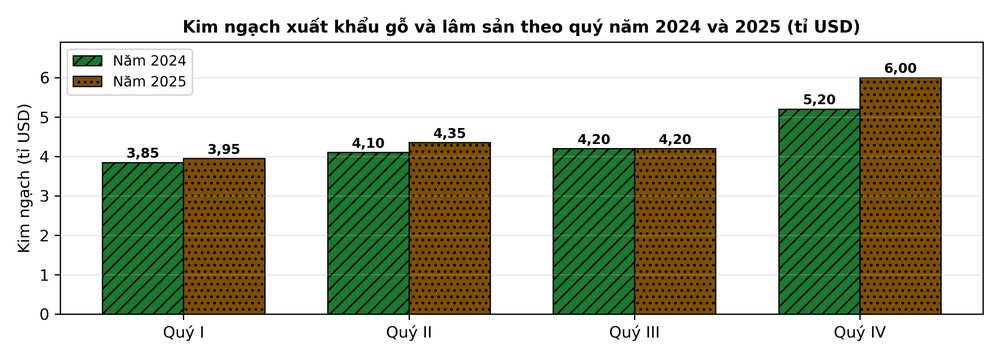 Kim ngạch xuất khẩu gỗ và lâm sản theo quý năm 2024 và 2025 (tỉ USD)
Kim ngạch (tỉ USD)
Năm 2024
Năm 2025
6
5
4
3
2
1
0
3,85
3,95
4,10
4,35
4,20
4,20
5,20
6,00
Quý I
Quý II
Quý III
Quý IV